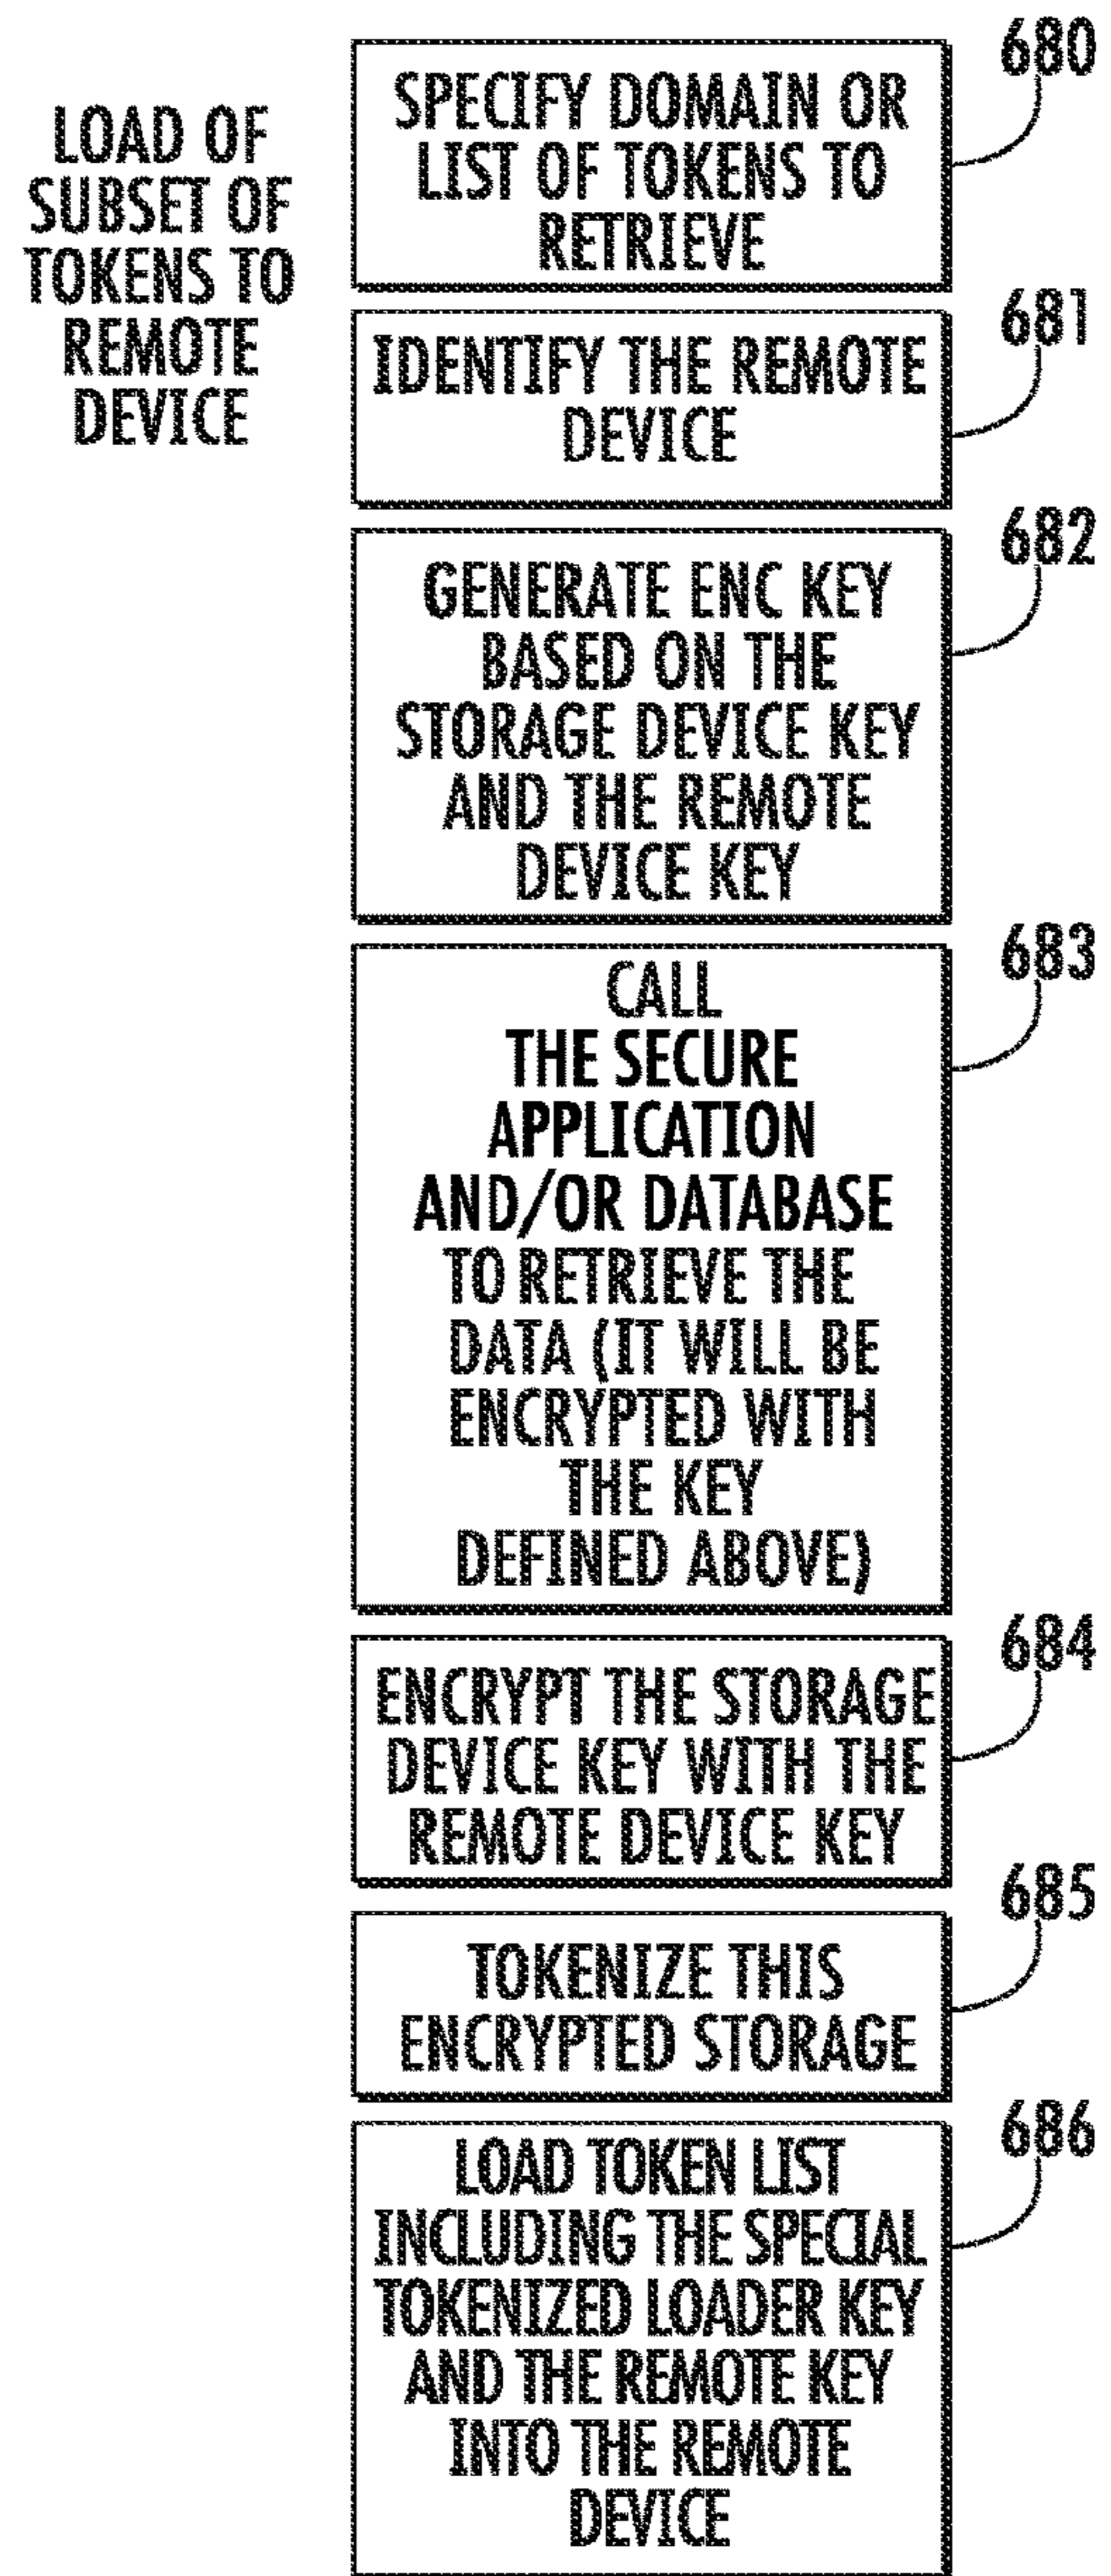 LOAD OF
SUBSET OF
TOKENS TO
REMOTE
DEVICE
680
SPECIFY DOMAIN OR
LIST OF TOKENS TO
RETRIEVE
681
IDENTIFY THE REMOTE
DEVICE
682
GENERATE ENC KEY
BASED ON THE
STORAGE DEVICE KEY
AND THE REMOTE
DEVICE KEY
683
CALL
THE SECURE
APPLICATION
AND/OR DATABASE
TO RETRIEVE THE
DATA (IT WILL BE
ENCRYPTED WITH
THE KEY
DEFINED ABOVE)
684
ENCRYPT THE STORAGE
DEVICE KEY WITH THE
REMOTE DEVICE KEY
685
TOKENIZE THIS
ENCRYPTED STORAGE
686
LOAD TOKEN LIST
INCLUDING THE SPECIAL
TOKENIZED LOADER KEY
AND THE REMOTE KEY
INTO THE REMOTE
DEVICE